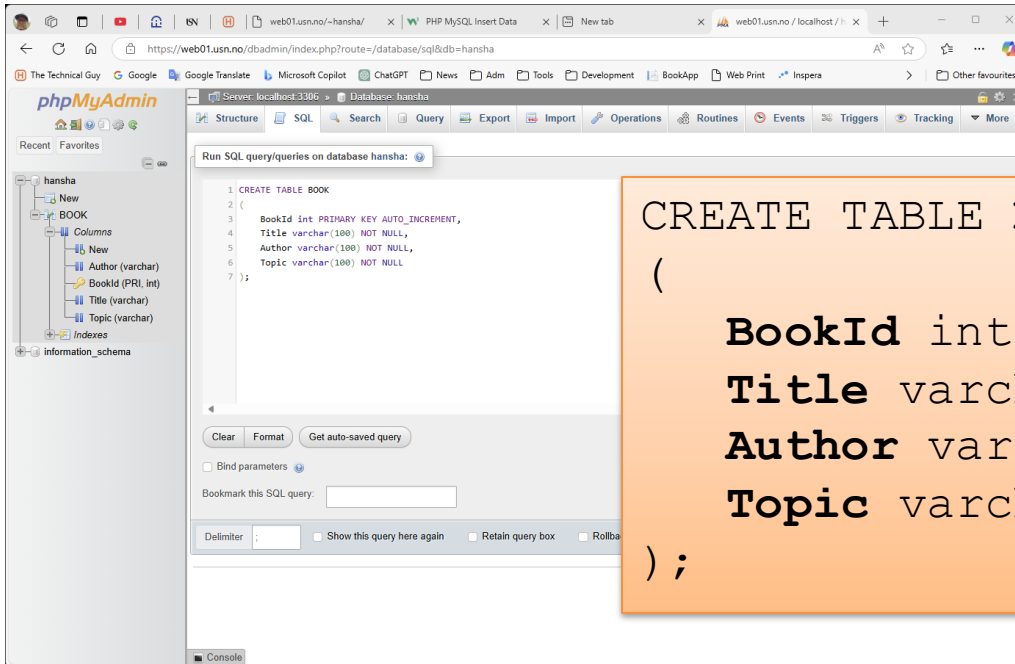 web01.usn.no/~hansha/
PHP MySQL Insert Data
New tab
web01.usn.no / localhost / h
https://web01.usn.no/dbadmin/index.php?route=/database/sql&db=hansha
The Technical Guy
Google
Google Translate
Microsoft Copilot
ChatGPT
News
Adm
Tools
Development
BookApp
Web Print
Inspera
Other favourites
phpMyAdmin
Recent Favorites
hansha
New
BOOK
Columns
New
Author (varchar)
BookId (PRI, int)
Title (varchar)
Topic (varchar)
Indexes
information_schema
Server: localhost:3306 » Database: hansha
Structure SQL Search Query Export Import Operations Routines Events Triggers Tracking More
Run SQL query/queries on database hansha:
1 CREATE TABLE BOOK
2 (
3 BookId int PRIMARY KEY AUTO_INCREMENT,
4 Title varchar(100) NOT NULL,
5 Author varchar(100) NOT NULL,
6 Topic varchar(100) NOT NULL
7 );
Clear Format Get auto-saved query
Bind parameters
Bookmark this SQL query:
Delimiter ; Show this query here again Retain query box Rollba
Console
CREATE TABLE
(
BookId int
Title varch
Author var
Topic varch
);